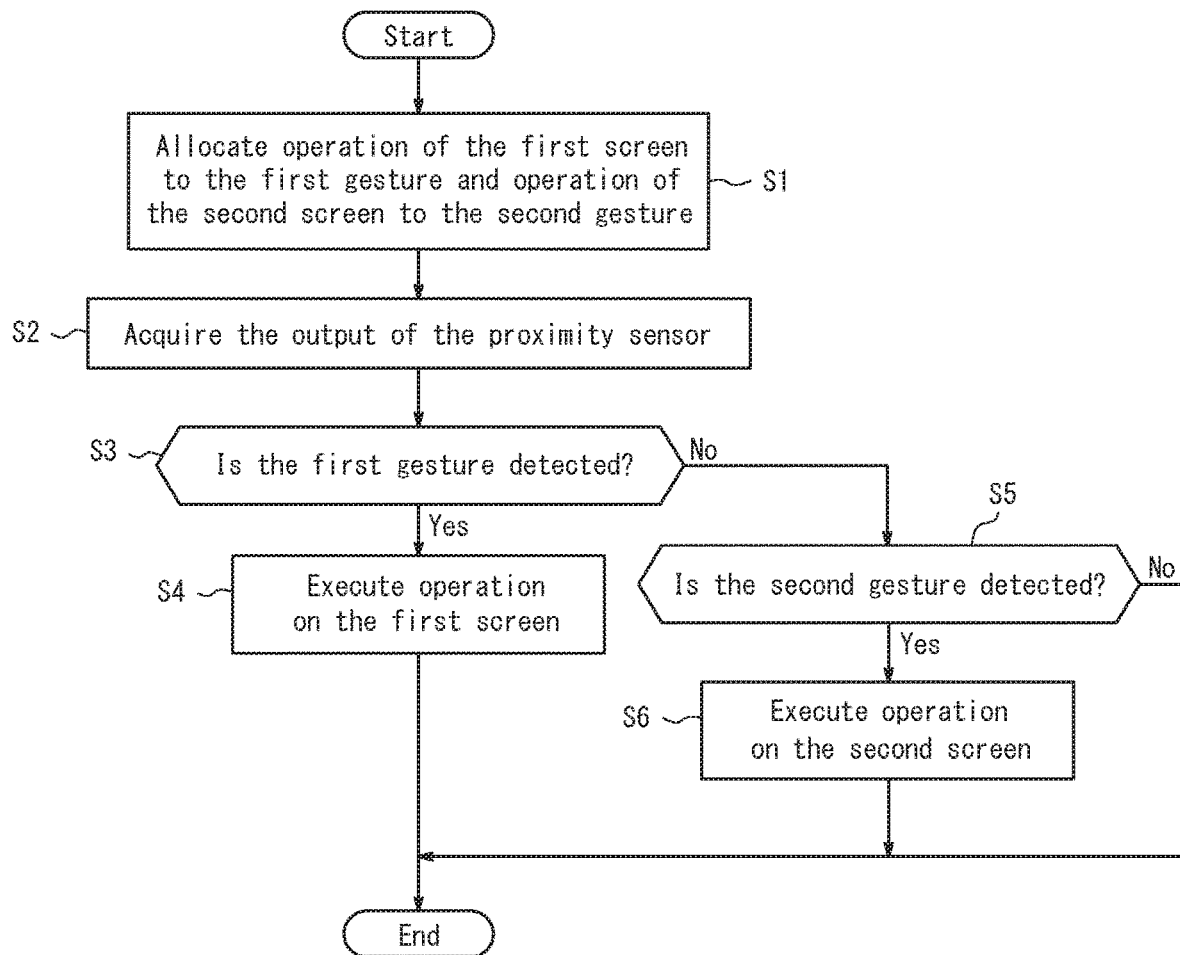 Start
Allocate operation of the first screen
to the first gesture and operation of
the second screen to the second gesture
S1
S2
Acquire the output of the proximity sensor
S3
Is the first gesture detected?
No
Yes
S4
Execute operation
on the first screen
S5
Is the second gesture detected?
No
Yes
S6
Execute operation
on the second screen
End